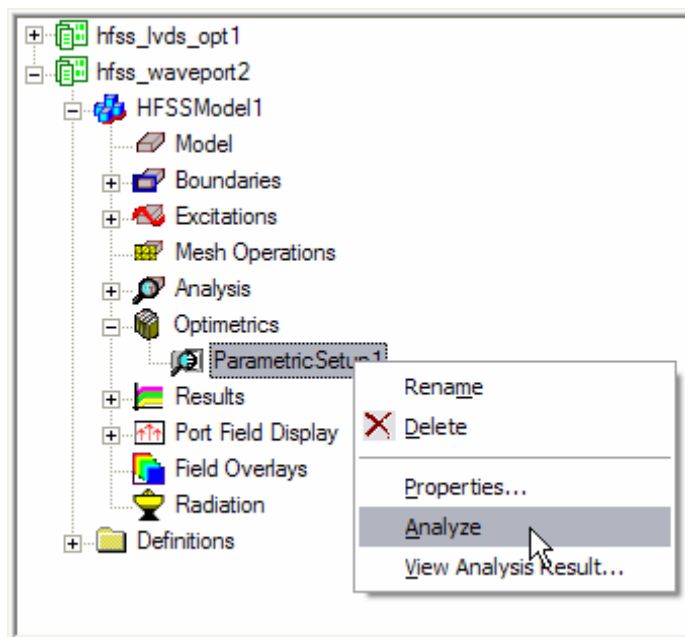 hfss_lvds_opt1
hfss_waveport2
HFSSModel1
Model
Boundaries
Excitations
Mesh Operations
Analysis
Optimetrics
ParametricSetup1
Results
Port Field Display
Field Overlays
Radiation
Definitions
Rename
Delete
Properties...
Analyze
View Analysis Result...